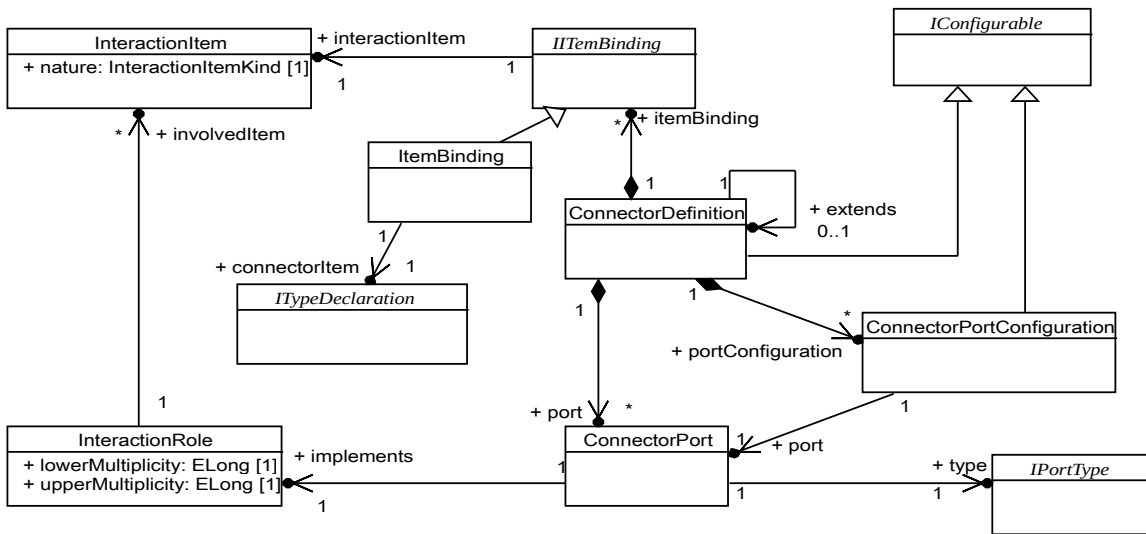 InteractionItem
+ nature: InteractionItemKind [1]
+ interactionItem
1
1
IITemBinding
IConfigurable
* + involvedItem
* + itemBinding
ItemBinding
1
1
ConnectorDefinition
+ extends
0..1
1
1
+ connectorItem
ITypeDeclaration
1
1
*
ConnectorPortConfiguration
+ portConfiguration
1
+ port
*
1
1
+ port
InteractionRole
+ lowerMultiplicity: ELong [1]
+ upperMultiplicity: ELong [1]
+ implements
1
1
ConnectorPort
1
1
+ type
IPortType